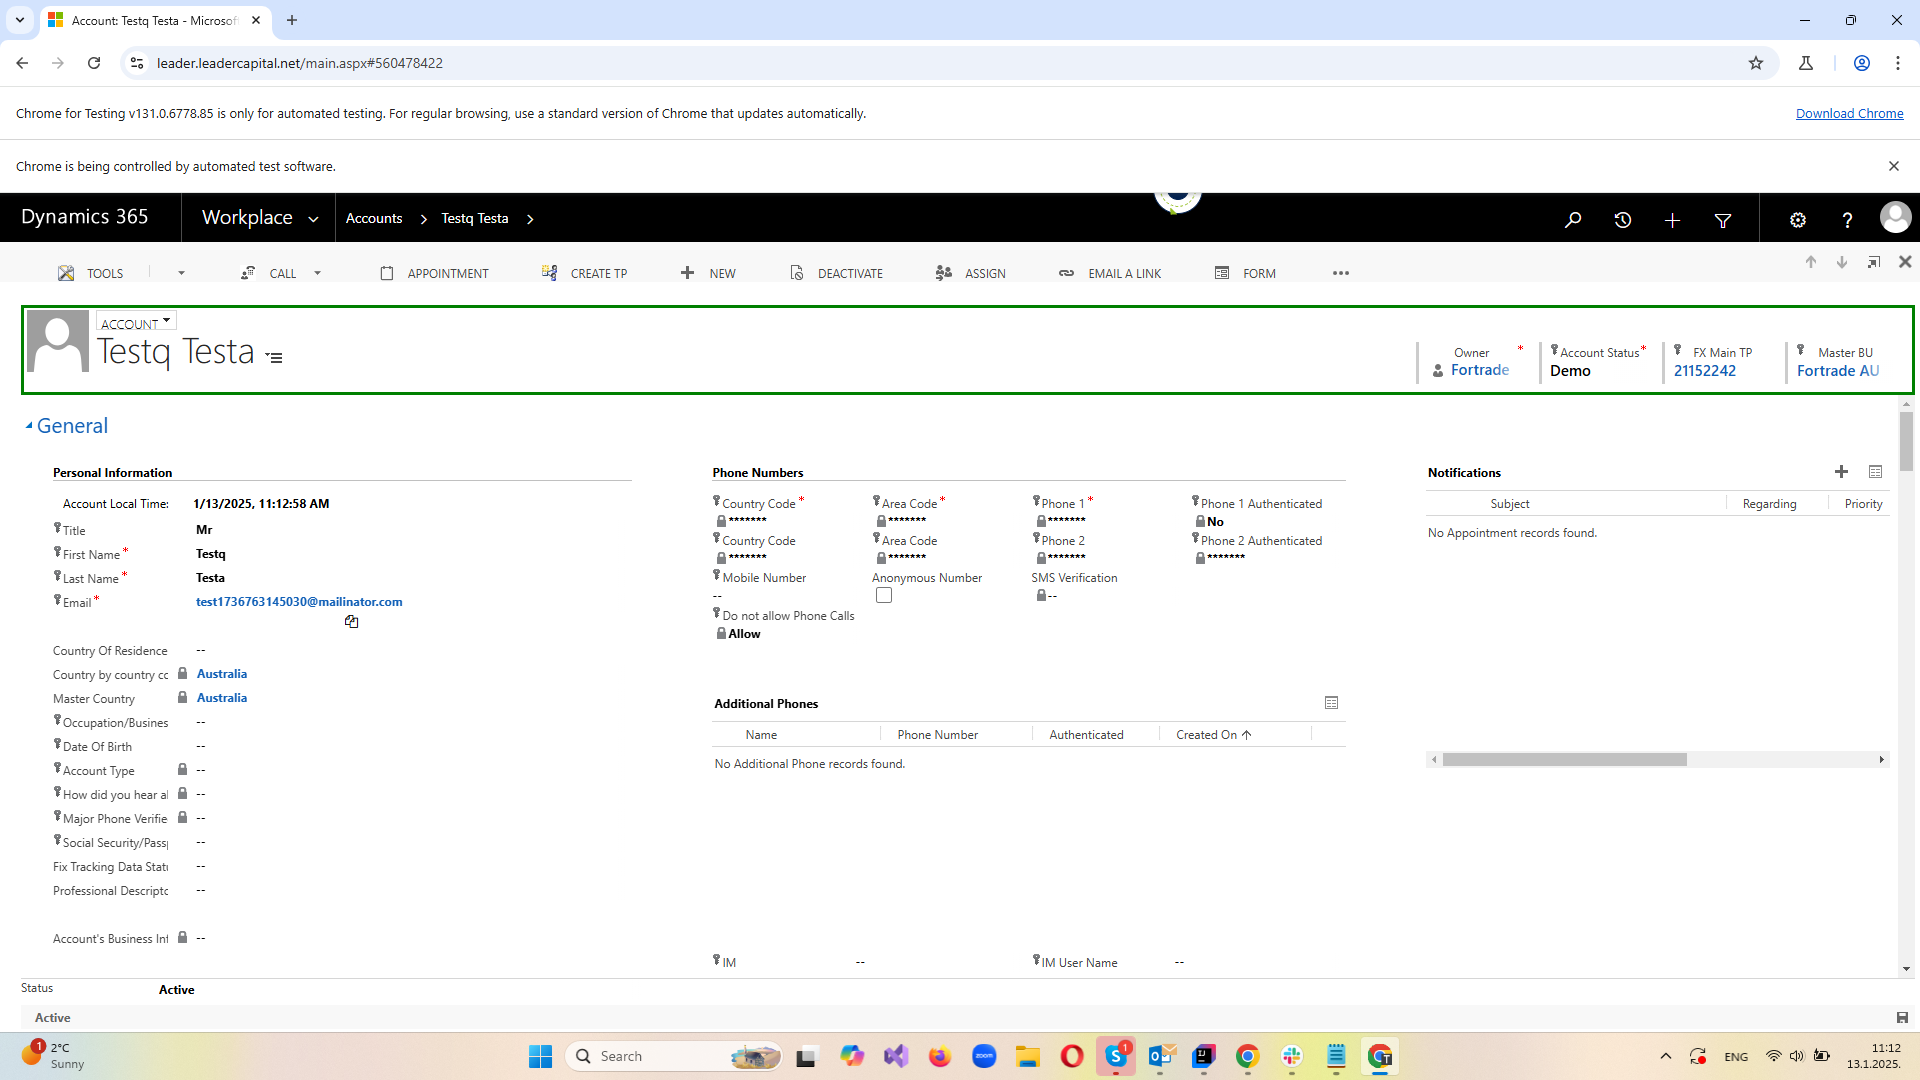 Account: Testq Testa - Microsof
leader.leadercapital.net/main.aspx#560478422
Chrome for Testing v131.0.6778.85 is only for automated testing. For regular browsing, use a standard version of Chrome that updates automatically.
Download Chrome
Chrome is being controlled by automated test software.
Dynamics 365
Workplace
Accounts
Testq Testa
TOOLS
CALL
APPOINTMENT
CREATE TP
NEW
DEACTIVATE
ASSIGN
EMAIL A LINK
FORM
ACCOUNT
Testq Testa
Owner *
Fortrade
Account Status *
Demo
FX Main TP
21152242
Master BU
Fortrade AU
General
Personal Information
Account Local Time: 1/13/2025, 11:12:58 AM
Title Mr
First Name * Testq
Last Name * Testa
Email * test1736763145030@mailinator.com
Country Of Residence --
Country by country cc Australia
Master Country Australia
Occupation/Busines --
Date Of Birth --
Account Type --
How did you hear al --
Major Phone Verifie --
Social Security/Passp --
Fix Tracking Data Statu --
Professional Descripto --
Account's Business Int --
Phone Numbers
Country Code * Area Code * Phone 1 * Phone 1 Authenticated
******* ******* ******* No
Country Code Area Code Phone 2 Phone 2 Authenticated
******* ******* ******* *******
Mobile Number Anonymous Number SMS Verification
-- --
Do not allow Phone Calls
Allow
Additional Phones
Name Phone Number Authenticated Created On
No Additional Phone records found.
IM -- IM User Name --
Notifications
Subject Regarding Priority
No Appointment records found.
Status Active
Active
1
2°C
Sunny
Search
zoom
1
ENG
11:12
13.1.2025.